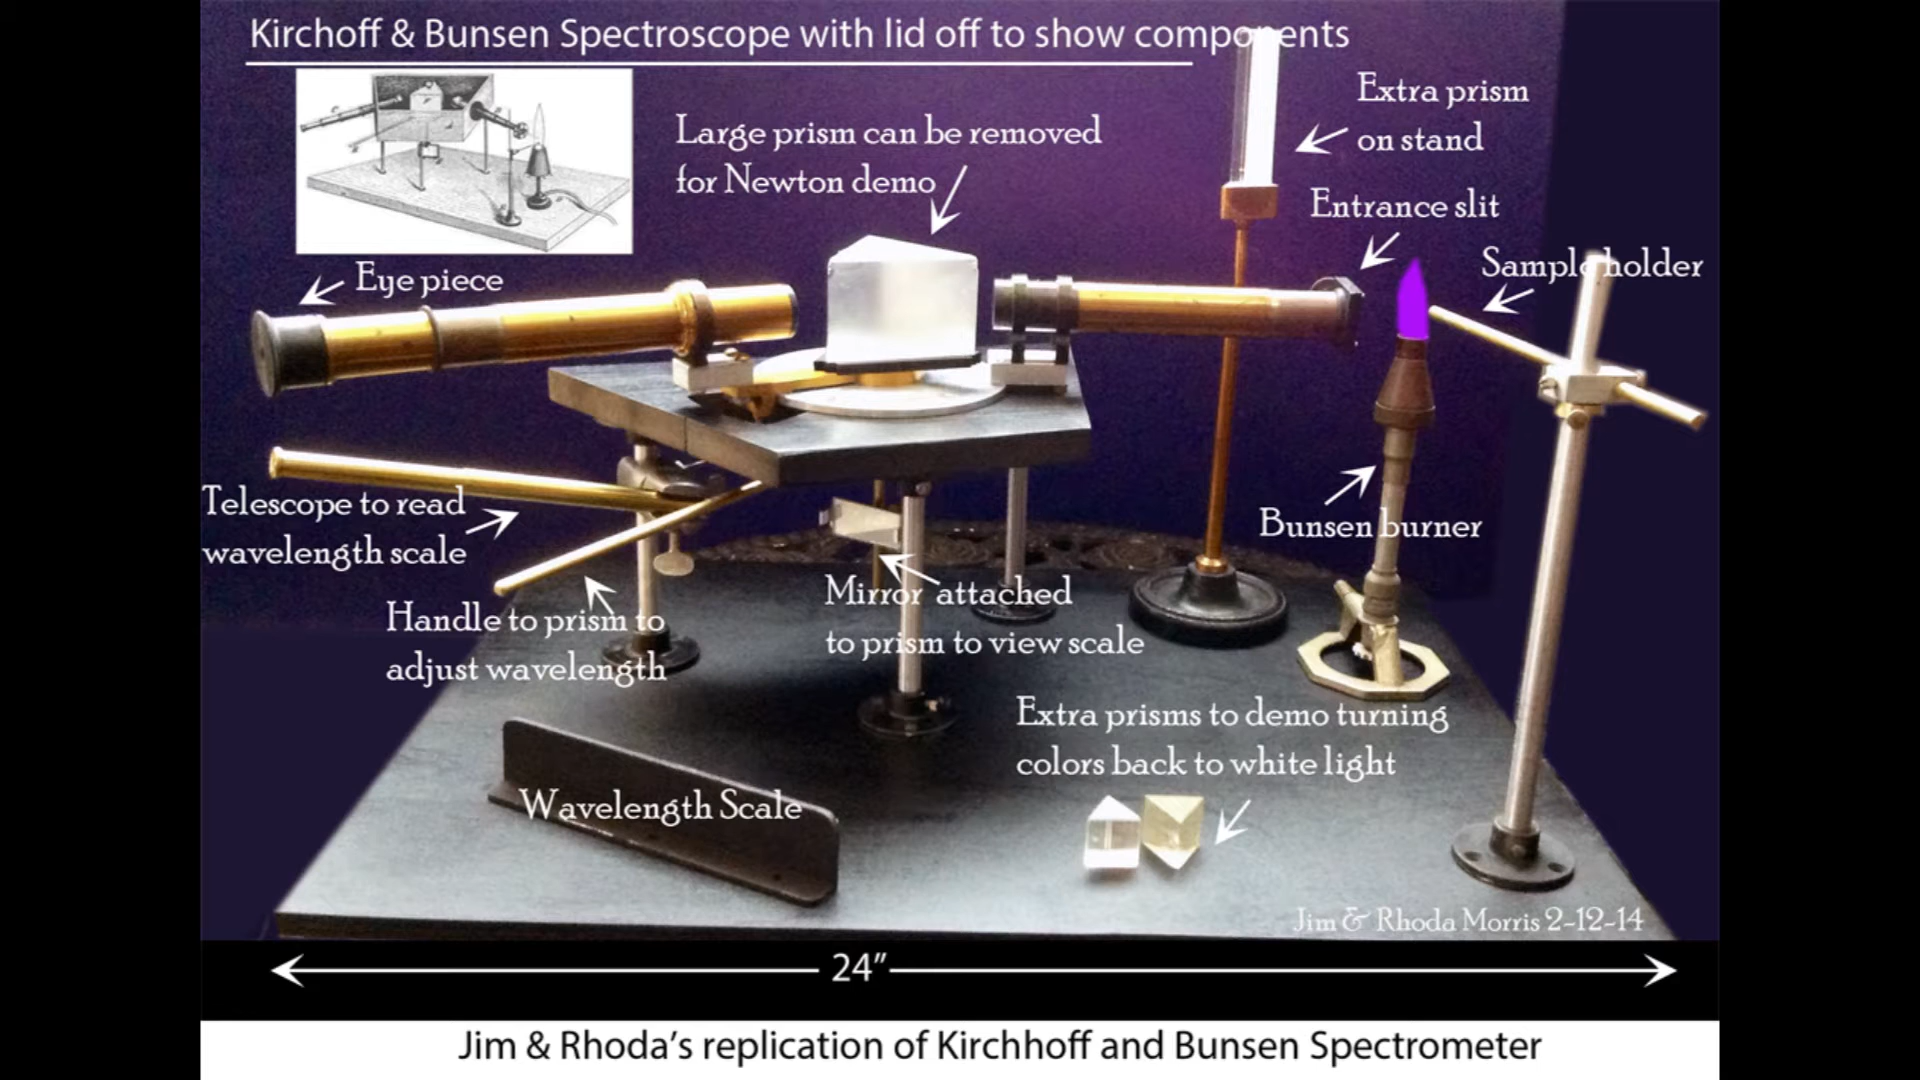 Kirchoff & Bunsen Spectroscope with lid off to show components
Extra prism
on stand
Large prism can be removed
for Newton demo
Entrance slit
Sample holder
Eye piece
Telescope to read
wavelength scale
Bunsen burner
Handle to prism to
adjust wavelength
Mirror attached
to prism to view scale
Extra prisms to demo turning
colors back to white light
Wavelength Scale
Jim & Rhoda Morris 2-12-14
24"
Jim & Rhoda's replication of Kirchhoff and Bunsen Spectrometer